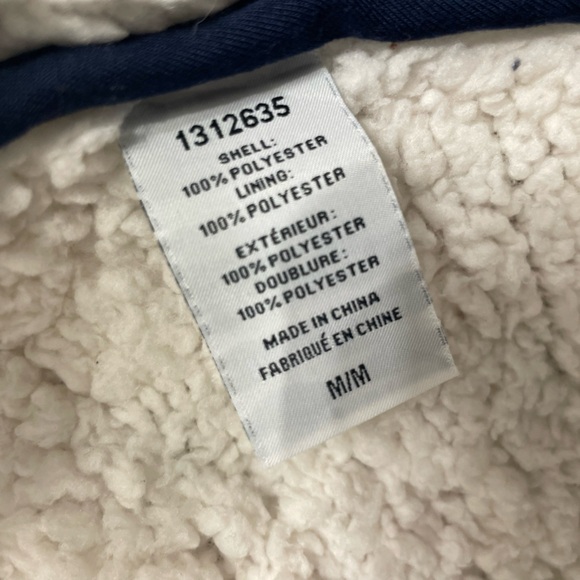 1312635
SHELL:
100% POLYESTER
LINING:
100% POLYESTER
EXTÉRIEUR:
100% POLYESTER
DOUBLURE:
100% POLYESTER
MADE IN CHINA
FABRIQUÉ EN CHINE
M/M